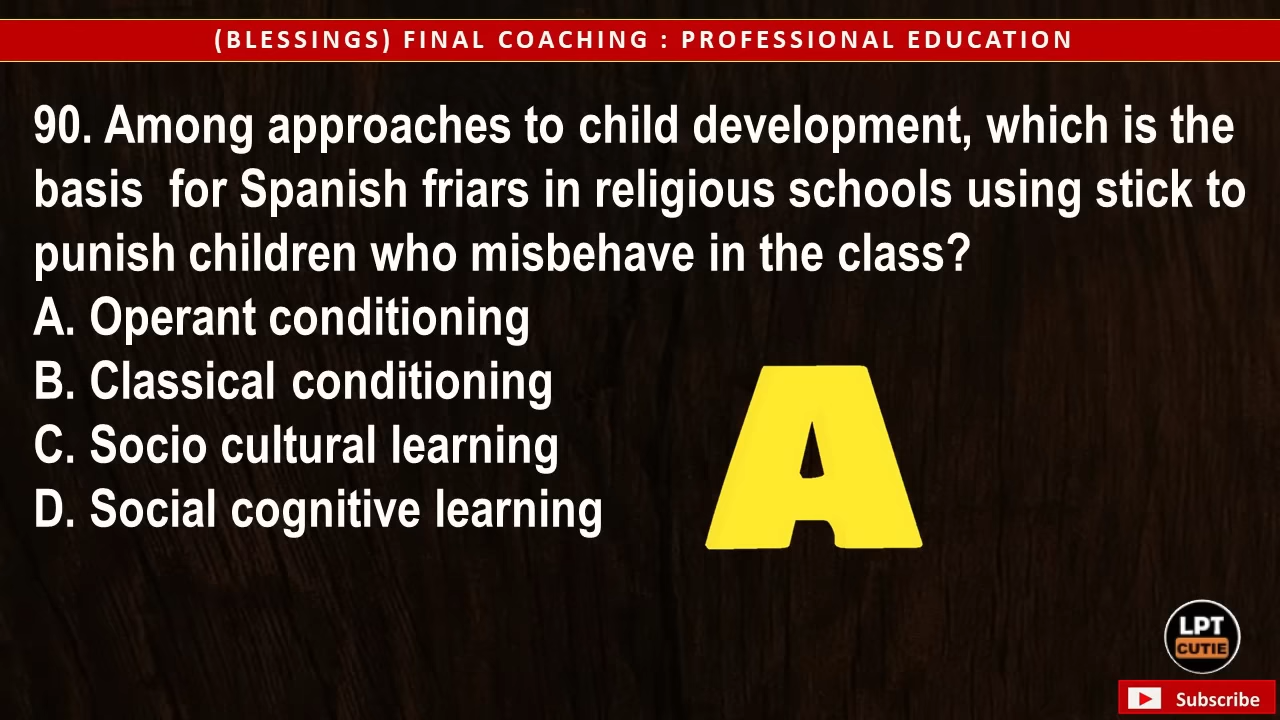 (BLESSINGS) FINAL COACHING : PROFESSIONAL EDUCATION
90. Among approaches to child development, which is the
basis  for Spanish friars in religious schools using stick to
punish children who misbehave in the class?
A. Operant conditioning
B. Classical conditioning
C. Socio cultural learning
D. Social cognitive learning
A
LPT
CUTIE
Subscribe